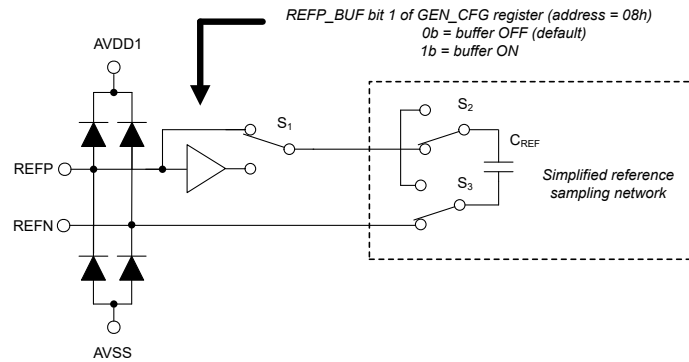 REFP_BUF bit 1 of GEN_CFG register (address = 08h)
0b = buffer OFF (default)
1b = buffer ON
AVDD1
S1
S2
CREF
REFP
S3
Simplified reference
sampling network
REFN
AVSS